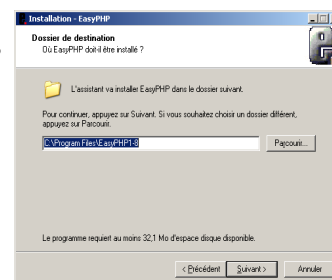 Installation - EasyPHP
Dossier de destination
Où EasyPHP doit-il être installé ?
L'assistant va installer EasyPHP dans le dossier suivant.
Pour continuer, appuyez sur Suivant. Si vous souhaitez choisir un dossier différent,
appuyez sur Parcourir.
C:\Program Files\EasyPHP1-8
Parcourir...
Le programme requiert au moins 32,1 Mo d'espace disque disponible.
< Précédent
Suivant >
Annuler